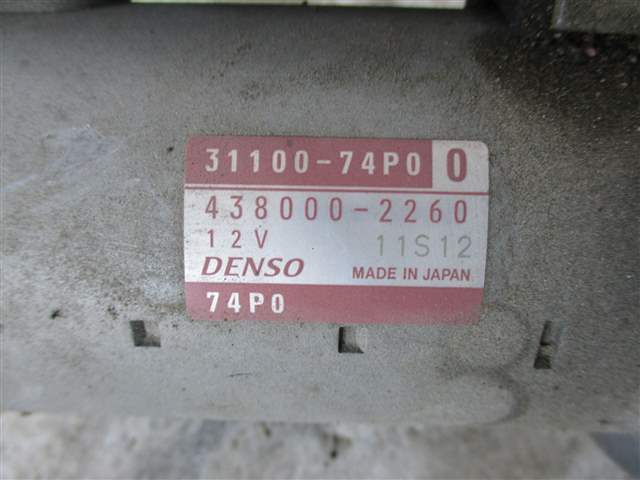 31100-74P0 0
438000-2260
12V 11S12
DENSO MADE IN JAPAN
74P0